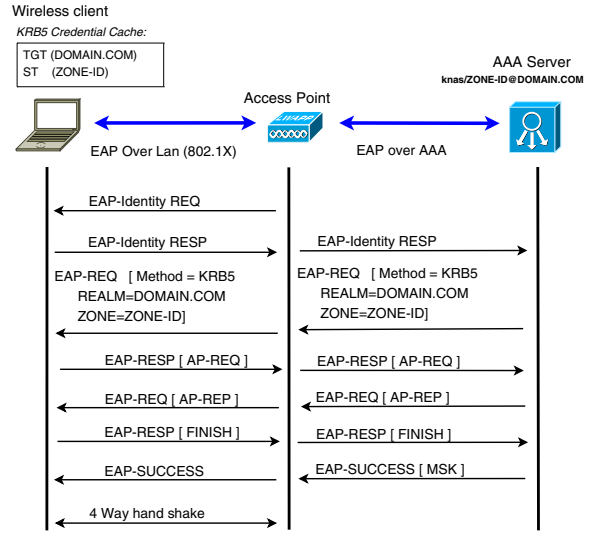 Wireless client
KRB5 Credential Cache:
TGT (DOMAIN.COM)
ST (ZONE-ID)
AAA Server
knas/ZONE-ID@DOMAIN.COM
Access Point
LWAPP
EAP Over Lan (802.1X)
EAP over AAA
EAP-Identity REQ
EAP-Identity RESP
EAP-Identity RESP
EAP-REQ [ Method = KRB5
REALM=DOMAIN.COM
ZONE=ZONE-ID]
EAP-REQ [ Method = KRB5
REALM=DOMAIN.COM
ZONE=ZONE-ID]
EAP-RESP [ AP-REQ ]
EAP-RESP [ AP-REQ ]
EAP-REQ [ AP-REP ]
EAP-REQ [ AP-REP ]
EAP-RESP [ FINISH ]
EAP-RESP [ FINISH ]
EAP-SUCCESS
EAP-SUCCESS [ MSK ]
4 Way hand shake